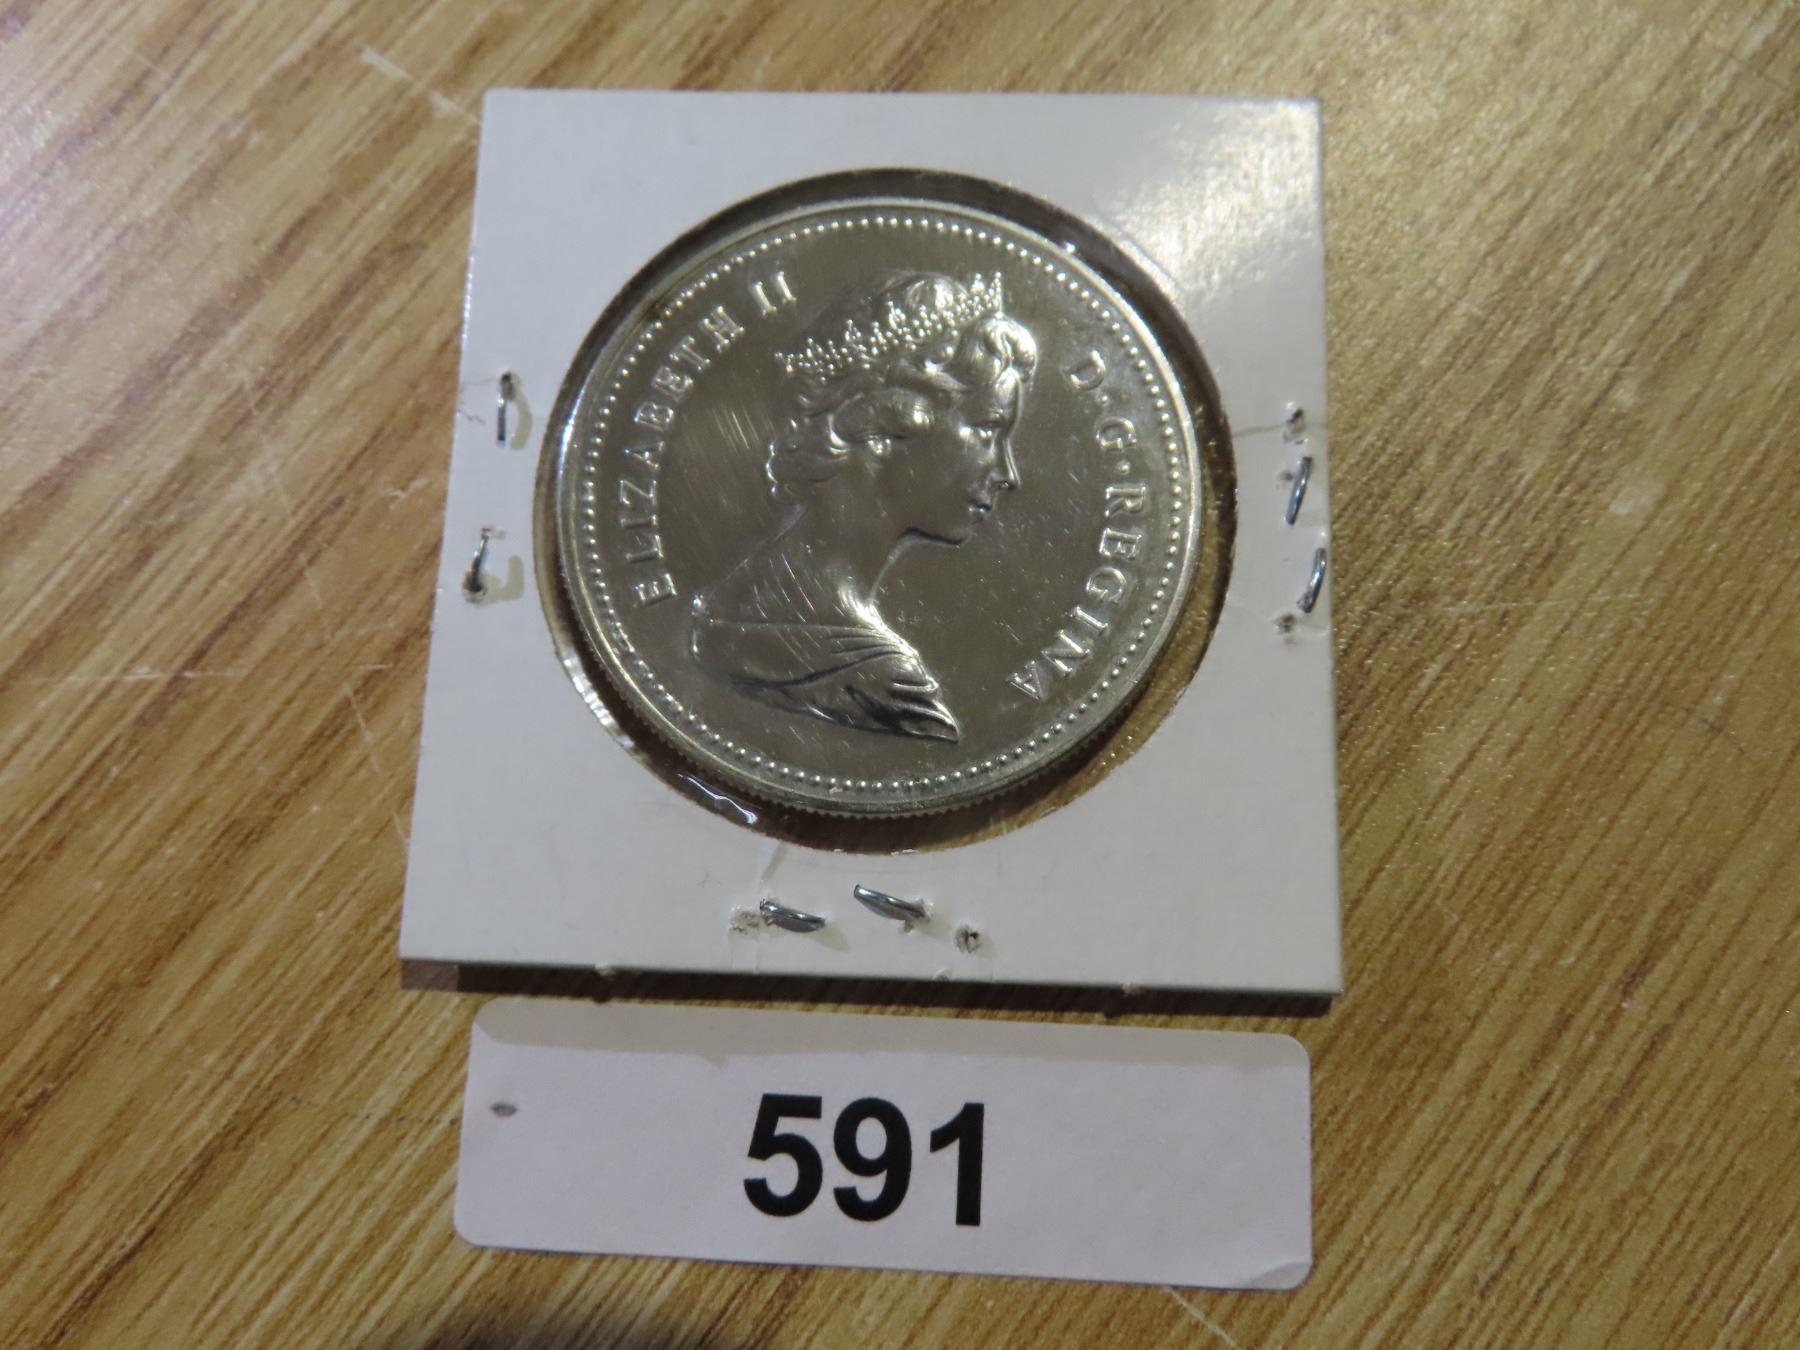 ELIZABETH II D·G·REGINA
591